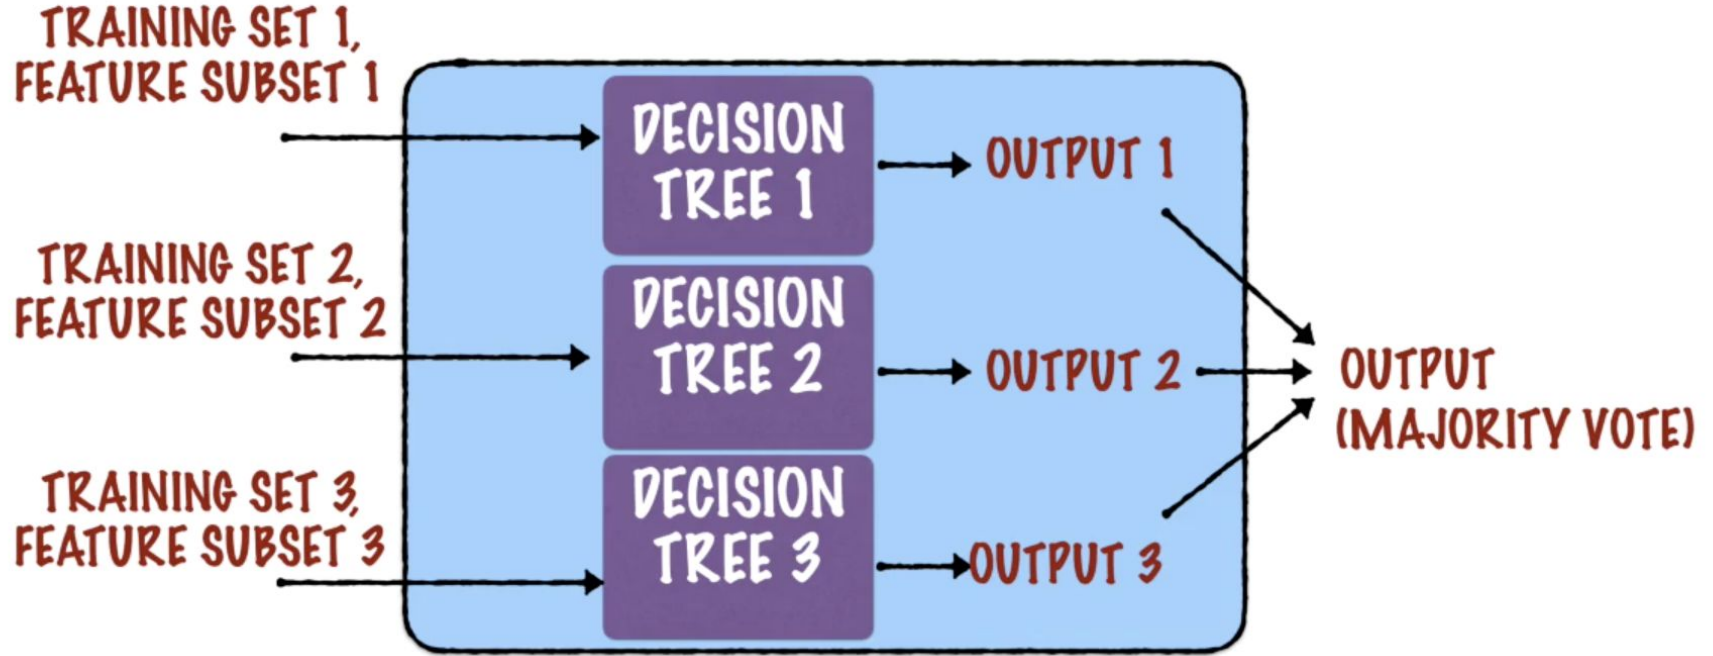 TRAINING SET 1,
FEATURE SUBSET 1
DECISION
TREE 1
OUTPUT 1
TRAINING SET 2,
FEATURE SUBSET 2
DECISION
TREE 2
OUTPUT 2
OUTPUT
(MAJORITY VOTE)
TRAINING SET 3,
FEATURE SUBSET 3
DECISION
TREE 3
OUTPUT 3